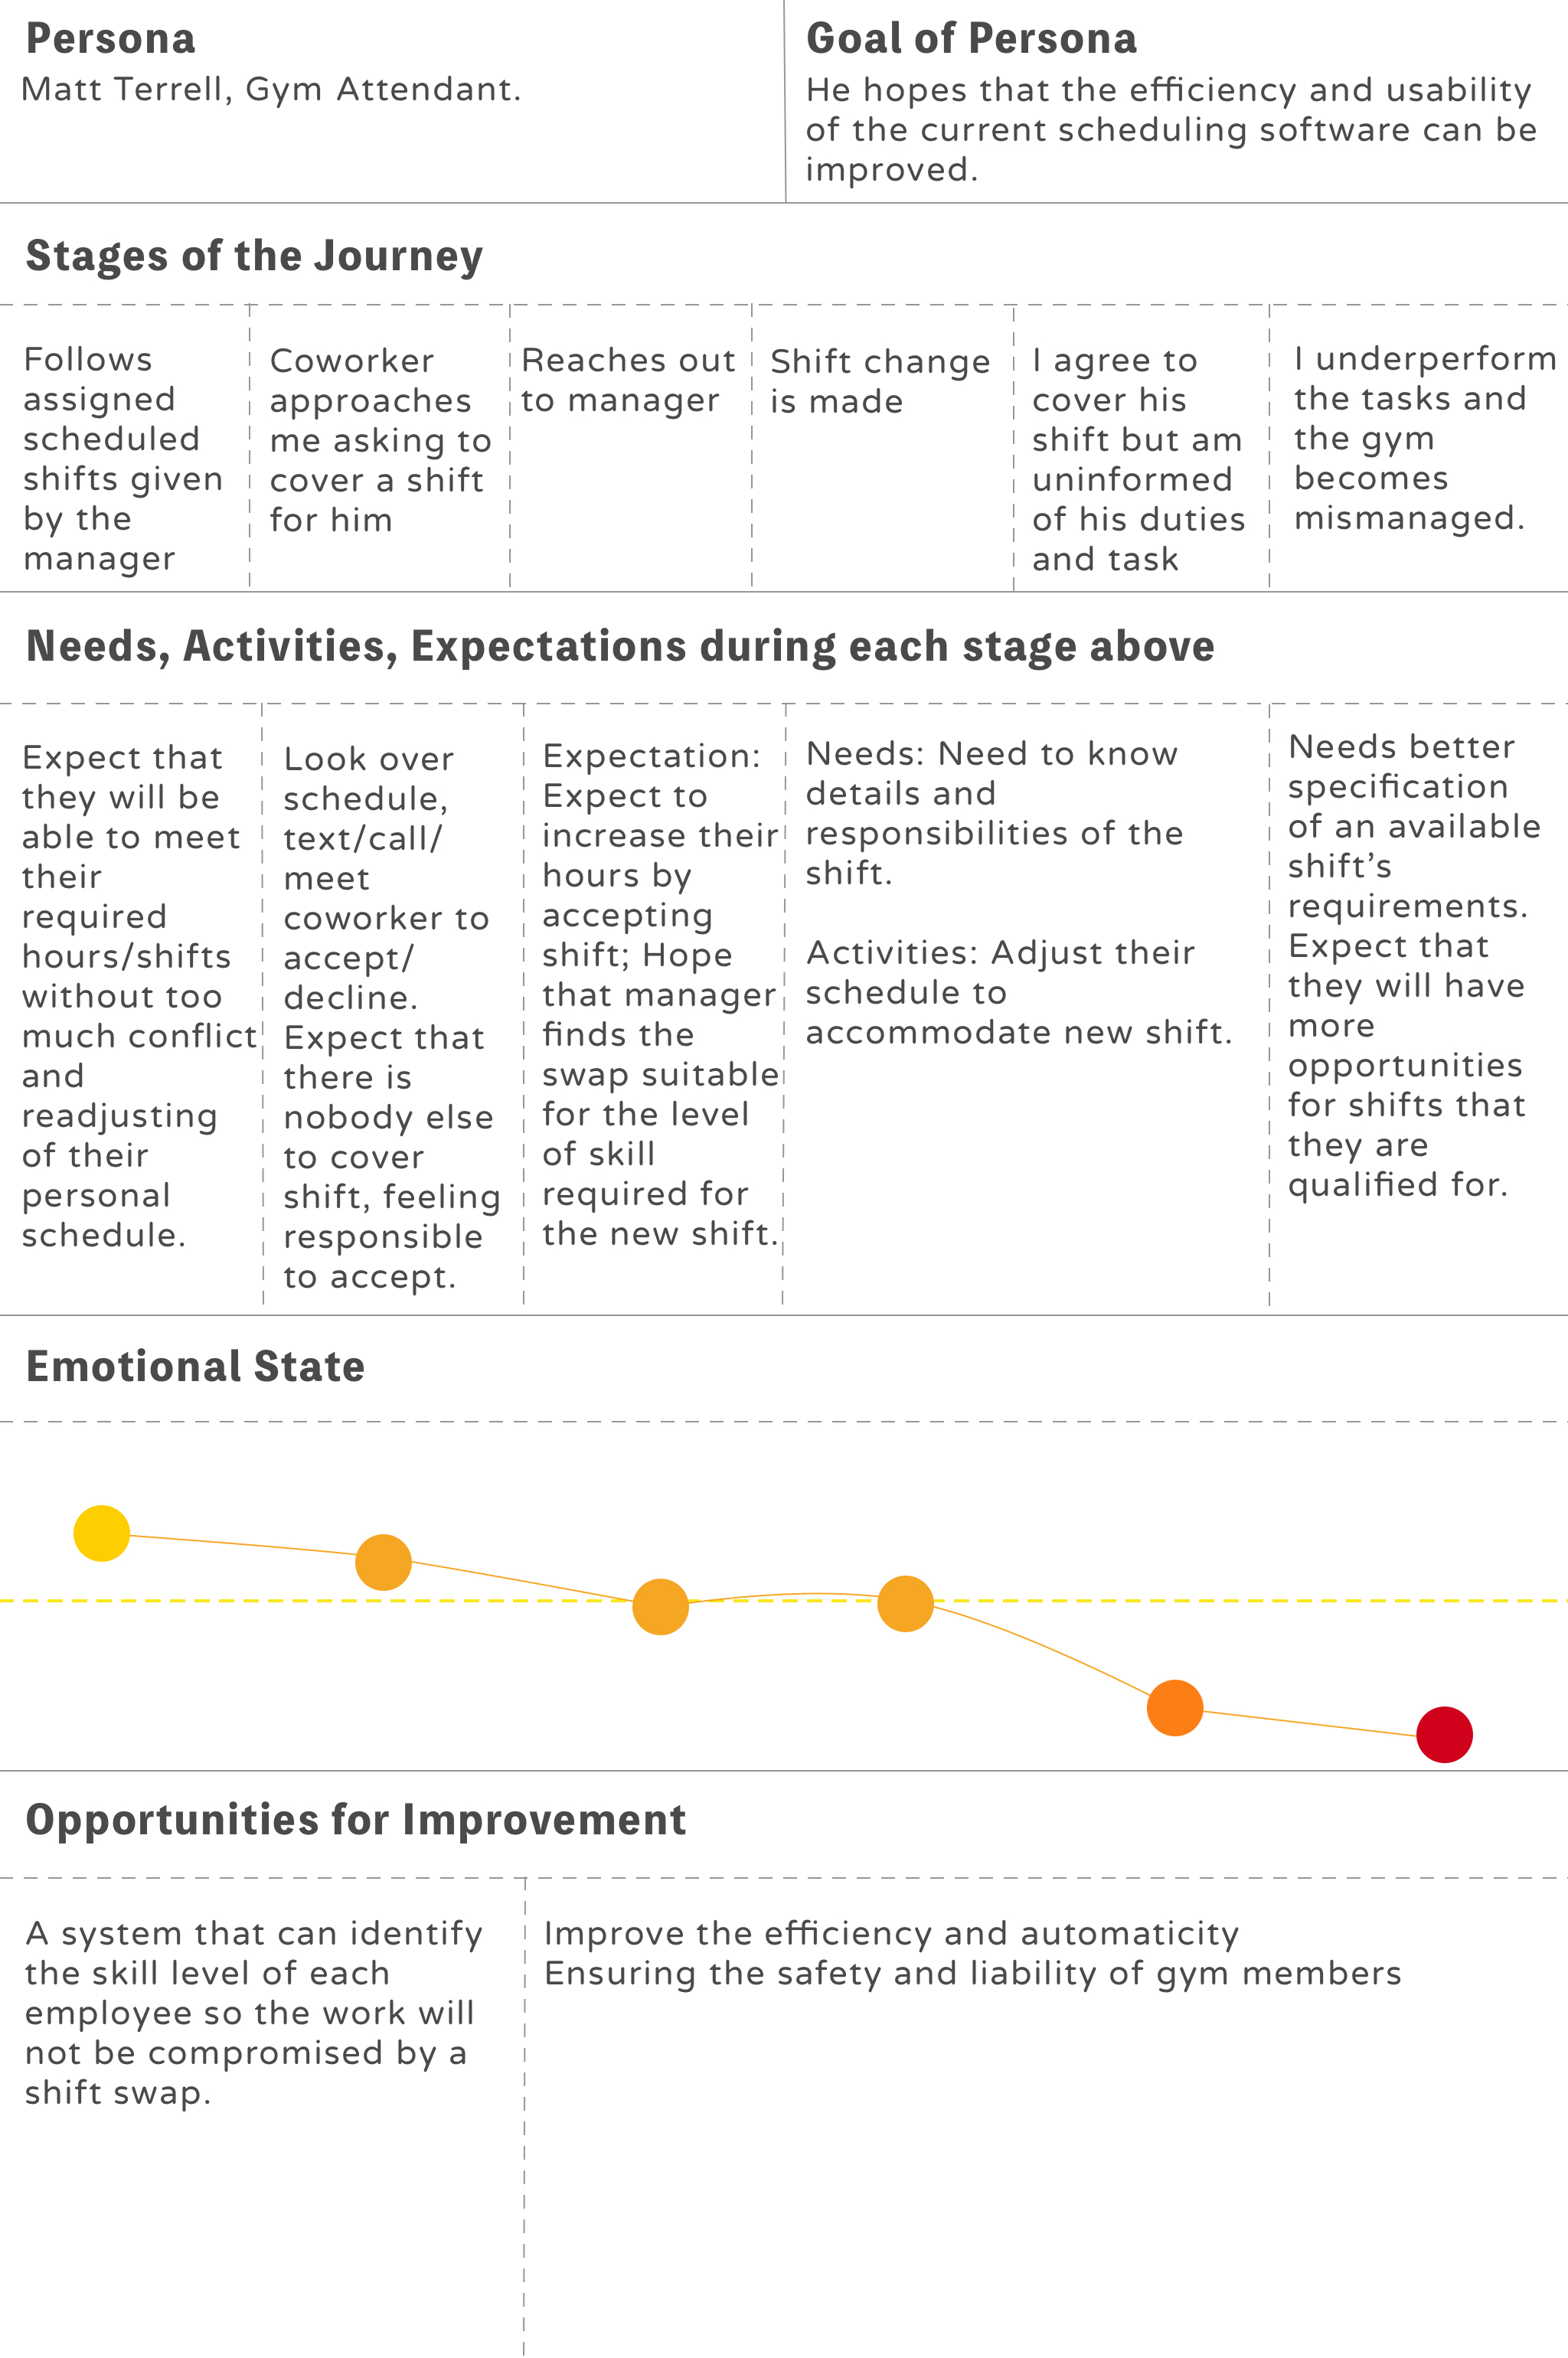 Persona
Matt Terrell, Gym Attendant.
Goal of Persona
He hopes that the efficiency and usability
of the current scheduling software can be
improved.
Stages of the Journey
Follows
assigned
scheduled
shifts given
by the
manager
Coworker
approaches
me asking to
cover a shift
for him
Reaches out
to manager
Shift change
is made
I agree to
cover his
shift but am
uninformed
of his duties
and task
I underperform
the tasks and
the gym
becomes
mismanaged.
Needs, Activities, Expectations during each stage above
Expect that
they will be
able to meet
their
required
hours/shifts
without too
much conflict
and
readjusting
of their
personal
schedule.
Look over
schedule,
text/call/
meet
coworker to
accept/
decline.
Expect that
there is
nobody else
to cover
shift, feeling
responsible
to accept.
Expectation:
Expect to
increase their
hours by
accepting
shift; Hope
that manager
finds the
swap suitable
for the level
of skill
required for
the new shift.
Needs: Need to know
details and
responsibilities of the
shift.
Activities: Adjust their
schedule to
accommodate new shift.
Needs better
specification
of an available
shift’s
requirements.
Expect that
they will have
more
opportunities
for shifts that
they are
qualified for.
Emotional State
Opportunities for Improvement
A system that can identify
the skill level of each
employee so the work will
not be compromised by a
shift swap.
Improve the efficiency and automaticity
Ensuring the safety and liability of gym members